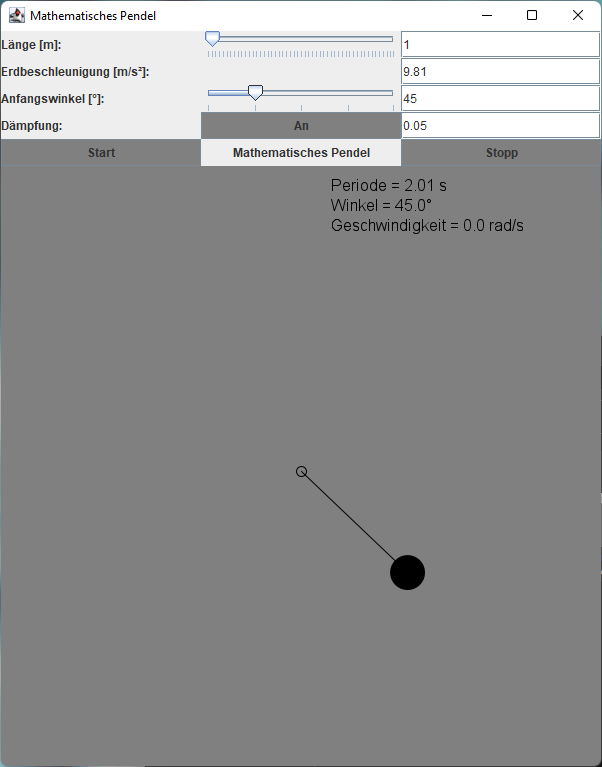 Mathematisches Pendel
Länge [m]: 1
Erdbeschleunigung [m/s²]: 9.81
Anfangswinkel [°]: 45
Dämpfung: An 0.05
Start Mathematisches Pendel Stopp
Periode = 2.01 s
Winkel = 45.0°
Geschwindigkeit = 0.0 rad/s